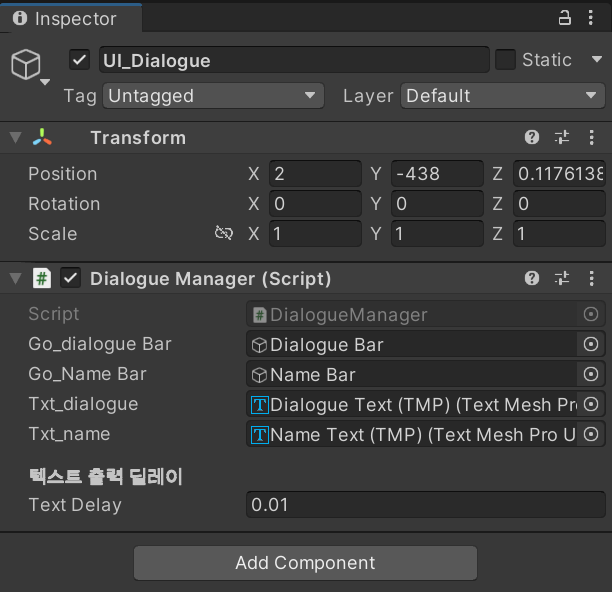 Inspector
UI_Dialogue Static
Tag Untagged Layer Default
Transform
Position X 2 Y -438 Z 0.1176138
Rotation X 0 Y 0 Z 0
Scale X 1 Y 1 Z 1
# Dialogue Manager (Script)
Script # DialogueManager
Go_dialogue Bar Dialogue Bar
Go_Name Bar Name Bar
Txt_dialogue T Dialogue Text (TMP) (Text Mesh Pr
Txt_name T Name Text (TMP) (Text Mesh Pro U
텍스트 출력 딜레이
Text Delay 0.01
Add Component